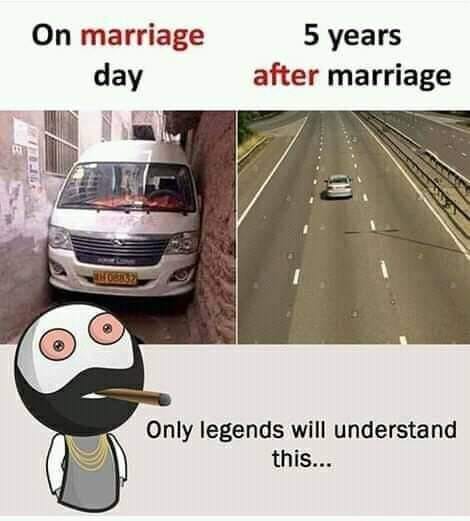 On marriage
day
5 years
after marriage
Only legends will understand
this...